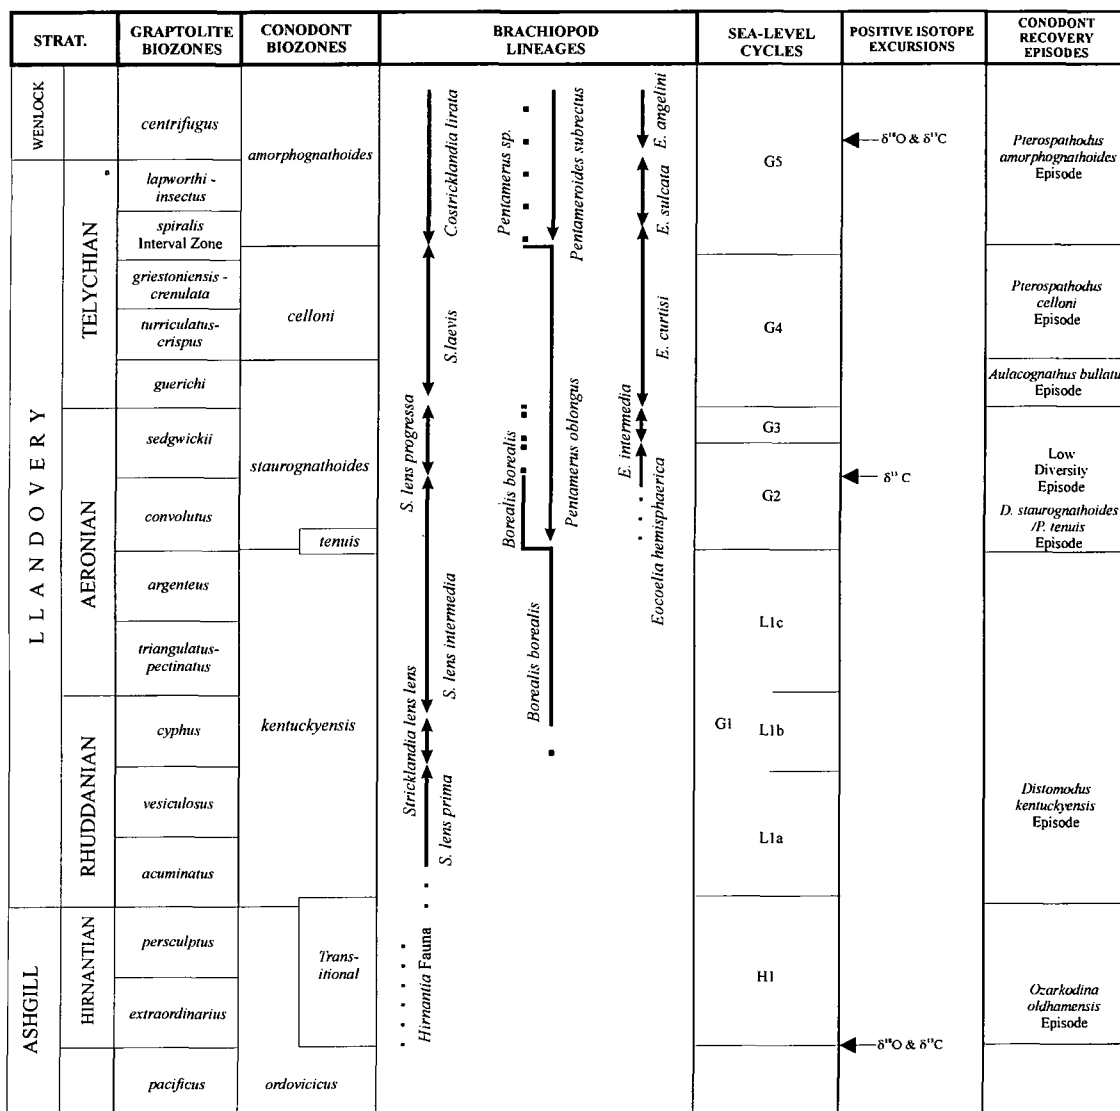 STRAT.
GRAPTOLITE
BIOZONES
CONODONT
BIOZONES
BRACHIOPOD
LINEAGES
SEA-LEVEL
CYCLES
POSITIVE ISOTOPE
EXCURSIONS
CONODONT
RECOVERY
EPISODES
WENLOCK
LLANDOVERY
ASHGILL
TELYCHIAN
AERONIAN
RHUDDANIAN
HIRNANTIAN
centrifugus
lapworthi -
insectus
spiralis
Interval Zone
griestoniensis -
crenulata
turriculatus-
crispus
guerichi
sedgwickii
convolutus
argenteus
triangulatus-
pectinatus
cyphus
vesiculosus
acuminatus
persculptus
extraordinarius
pacificus
amorphognathoides
celloni
staurognathoides
tenuis
kentuckyensis
Trans-
itional
ordovicicus
Costricklandia lirata
S.laevis
S. lens progressa
S. lens intermedia
Stricklandia lens lens
S. lens prima
Hirnantia Fauna
Pentamerus sp.
Pentameroides subrectus
Borealis borealis
Pentamerus oblongus
Borealis borealis
E. angelini
E. sulcata
E. curtisi
E. intermedia
Eocoelia hemisphaerica
G5
G4
G3
G2
L1c
G1
L1b
L1a
H1
δ¹⁸O & δ¹³C
δ¹³ C
δ¹⁸O & δ¹³C
Pterospathodus
amorphognathoides
Episode
Pterospathodus
celloni
Episode
Aulacognathus bullatu
Episode
Low
Diversity
Episode
D. staurognathoides
/P. tenuis
Episode
Distomodus
kentuckyensis
Episode
Ozarkodina
oldhamensis
Episode